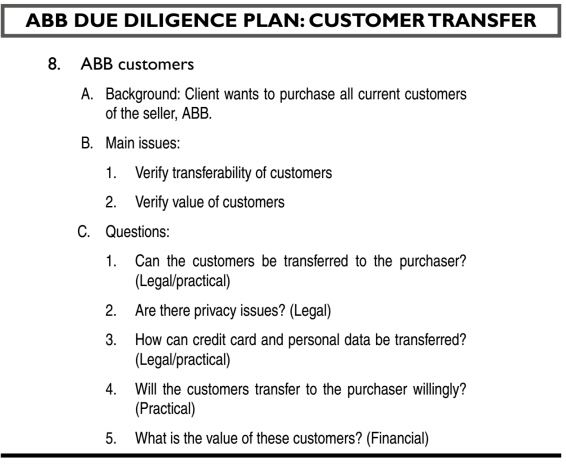 ABB DUE DILIGENCE PLAN: CUSTOMER TRANSFER
8. ABB customers
A. Background: Client wants to purchase all current customers
of the seller, ABB.
B. Main issues:
1. Verify transferability of customers
2. Verify value of customers
C. Questions:
1. Can the customers be transferred to the purchaser?
(Legal/practical)
2. Are there privacy issues? (Legal)
3. How can credit card and personal data be transferred?
(Legal/practical)
4. Will the customers transfer to the purchaser willingly?
(Practical)
5. What is the value of these customers? (Financial)